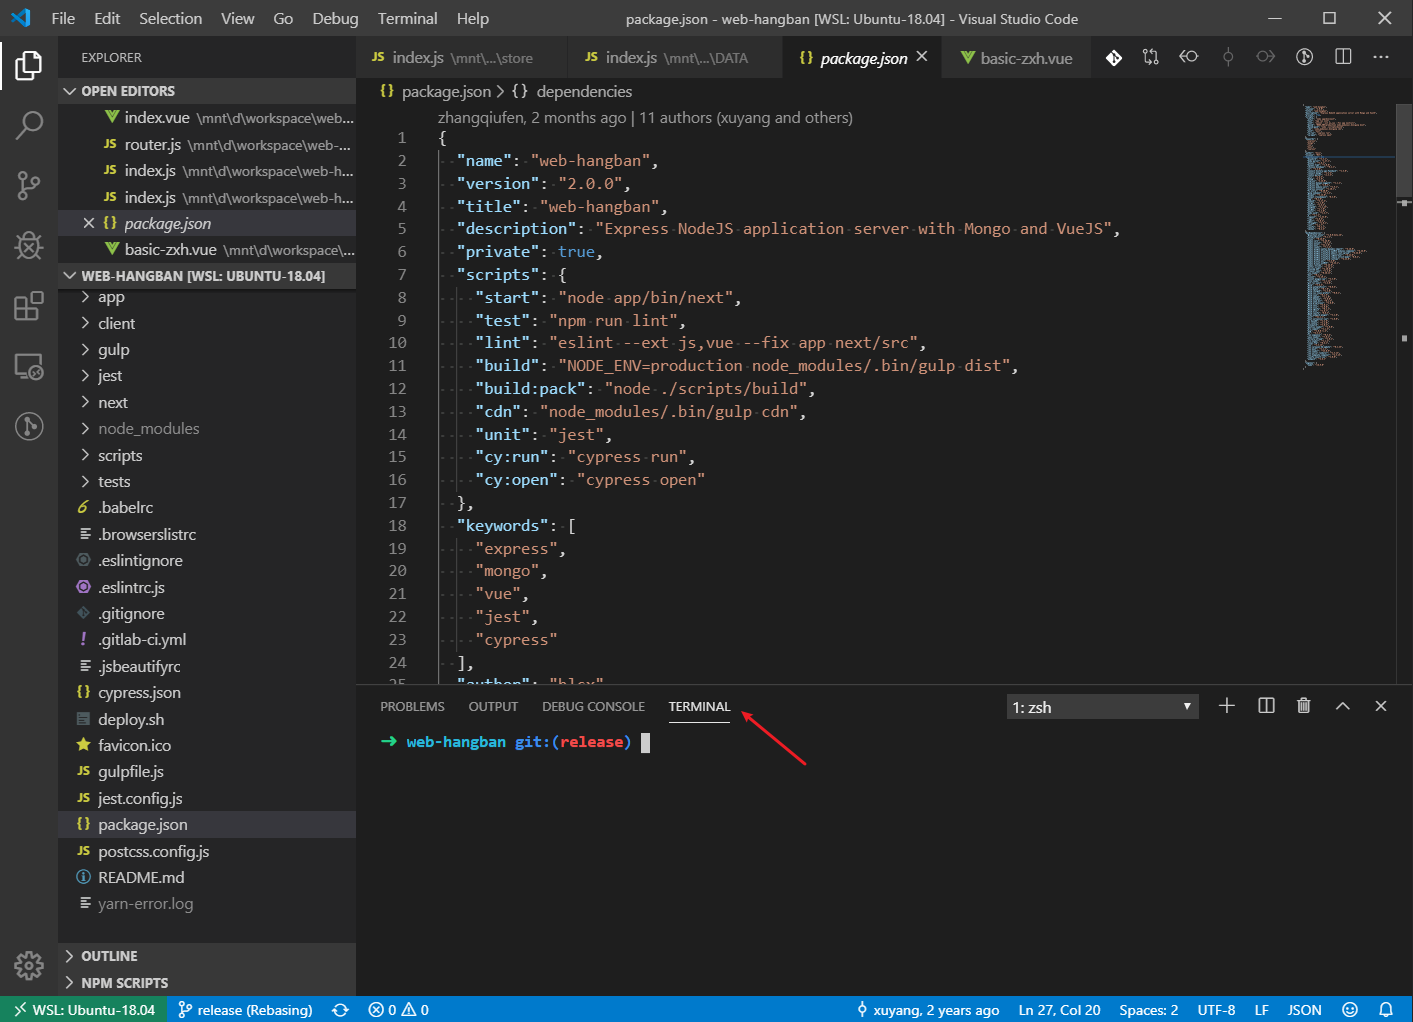 File Edit Selection View Go Debug Terminal Help
package.json - web-hangban [WSL: Ubuntu-18.04] - Visual Studio Code
EXPLORER
JS index.js \mnt\...\store
JS index.js \mnt\...\DATA
{} package.json
basic-zxh.vue
OPEN EDITORS
index.vue \mnt\d\workspace\web...
JS router.js \mnt\d\workspace\web-...
JS index.js \mnt\d\workspace\web-h...
JS index.js \mnt\d\workspace\web-h...
{} package.json
basic-zxh.vue \mnt\d\workspace\...
WEB-HANGBAN [WSL: UBUNTU-18.04]
app
client
gulp
jest
next
node_modules
scripts
tests
.babelrc
.browserslistrc
.eslintignore
.eslintrc.js
.gitignore
! .gitlab-ci.yml
.jsbeautifyrc
{} cypress.json
deploy.sh
favicon.ico
JS gulpfile.js
JS jest.config.js
{} package.json
JS postcss.config.js
README.md
yarn-error.log
OUTLINE
NPM SCRIPTS
{} package.json > {} dependencies
zhangqiufen, 2 months ago | 11 authors (xuyang and others)
1 {
2 "name": "web-hangban",
3 "version": "2.0.0",
4 "title": "web-hangban",
5 "description": "Express NodeJS application server with Mongo and VueJS",
6 "private": true,
7 "scripts": {
8 "start": "node app/bin/next",
9 "test": "npm run lint",
10 "lint": "eslint --ext js,vue --fix app next/src",
11 "build": "NODE_ENV=production node_modules/.bin/gulp dist",
12 "build:pack": "node ./scripts/build",
13 "cdn": "node_modules/.bin/gulp cdn",
14 "unit": "jest",
15 "cy:run": "cypress run",
16 "cy:open": "cypress open"
17 },
18 "keywords": [
19 "express",
20 "mongo",
21 "vue",
22 "jest",
23 "cypress"
24 ],
25 "author": "hlcx"
PROBLEMS OUTPUT DEBUG CONSOLE TERMINAL
1: zsh
→ web-hangban git:(release)
WSL: Ubuntu-18.04 release (Rebasing) 0 0
xuyang, 2 years ago Ln 27, Col 20 Spaces: 2 UTF-8 LF JSON